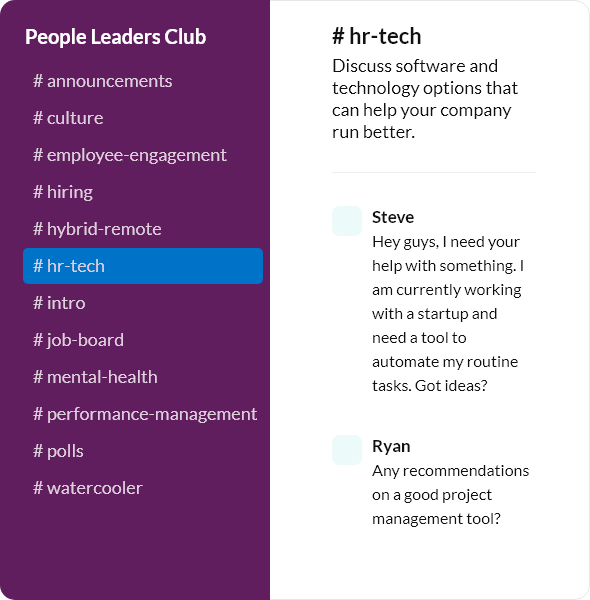 People Leaders Club
# announcements
# culture
# employee-engagement
# hiring
# hybrid-remote
# hr-tech
# intro
# job-board
# mental-health
# performance-management
# polls
# watercooler
# hr-tech
Discuss software and
technology options that
can help your company
run better.
Steve
Hey guys, I need your
help with something. I
am currently working
with a startup and
need a tool to
automate my routine
tasks. Got ideas?
Ryan
Any recommendations
on a good project
management tool?